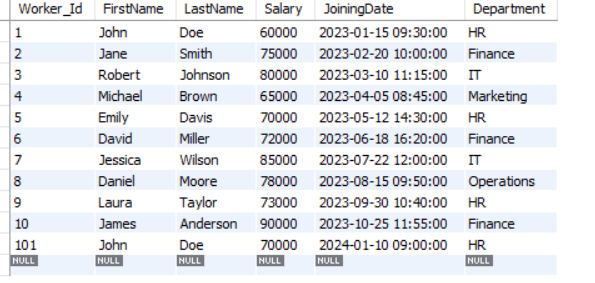 Worker_Id FirstName LastName Salary JoiningDate Department
1 John Doe 60000 2023-01-15 09:30:00 HR
2 Jane Smith 75000 2023-02-20 10:00:00 Finance
3 Robert Johnson 80000 2023-03-10 11:15:00 IT
4 Michael Brown 65000 2023-04-05 08:45:00 Marketing
5 Emily Davis 70000 2023-05-12 14:30:00 HR
6 David Miller 72000 2023-06-18 16:20:00 Finance
7 Jessica Wilson 85000 2023-07-22 12:00:00 IT
8 Daniel Moore 78000 2023-08-15 09:50:00 Operations
9 Laura Taylor 73000 2023-09-30 10:40:00 HR
10 James Anderson 90000 2023-10-25 11:55:00 Finance
101 John Doe 70000 2024-01-10 09:00:00 HR
NULL NULL NULL NULL NULL NULL